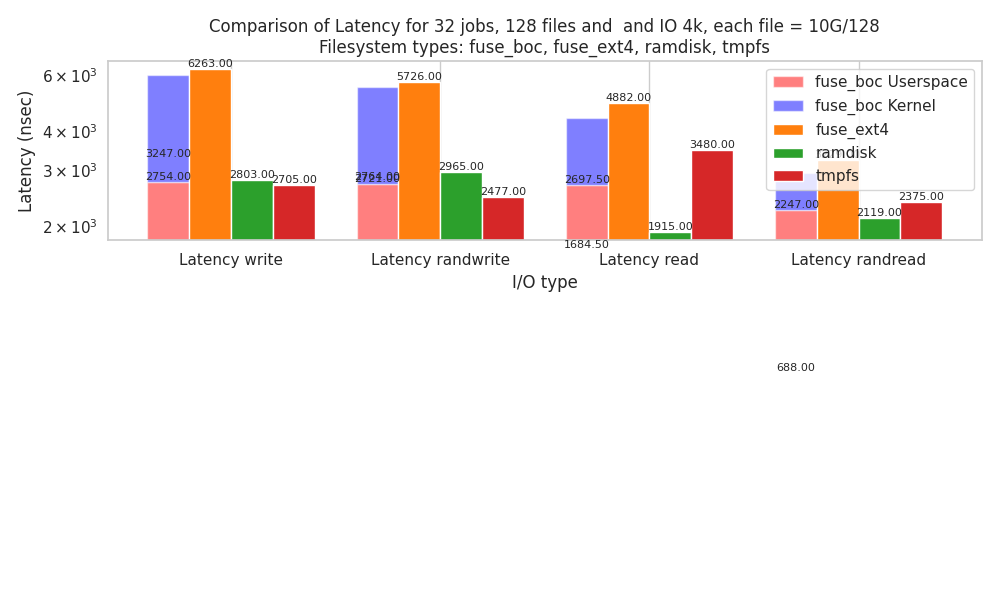 Comparison of Latency for 32 jobs, 128 files and  and IO 4k, each file = 10G/128
Filesystem types: fuse_boc, fuse_ext4, ramdisk, tmpfs
Latency (nsec)
6 × 10³
4 × 10³
3 × 10³
2 × 10³
fuse_boc Userspace
fuse_boc Kernel
fuse_ext4
ramdisk
tmpfs
3247.00
2754.00
6263.00
2803.00
2705.00
2764.00
2721.00
5726.00
2965.00
2477.00
2697.50
1684.50
4882.00
1915.00
3480.00
2247.00
688.00
2119.00
2375.00
Latency write
Latency randwrite
Latency read
Latency randread
I/O type